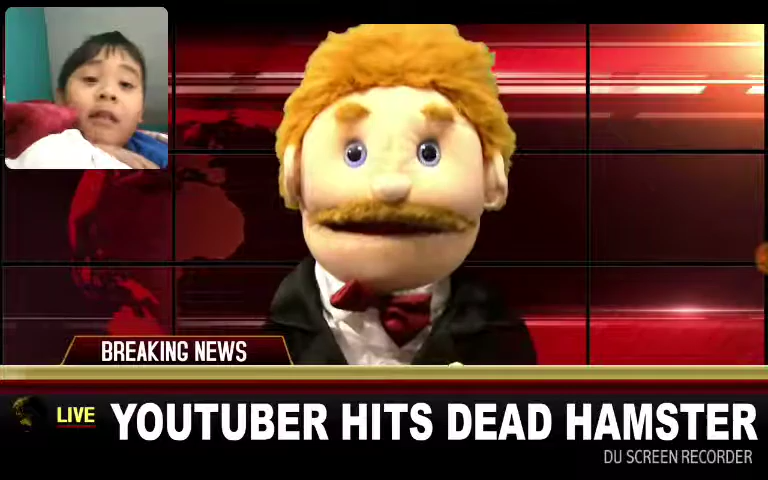 BREAKING NEWS
LIVE
YOUTUBER HITS DEAD HAMSTER
DU SCREEN RECORDER